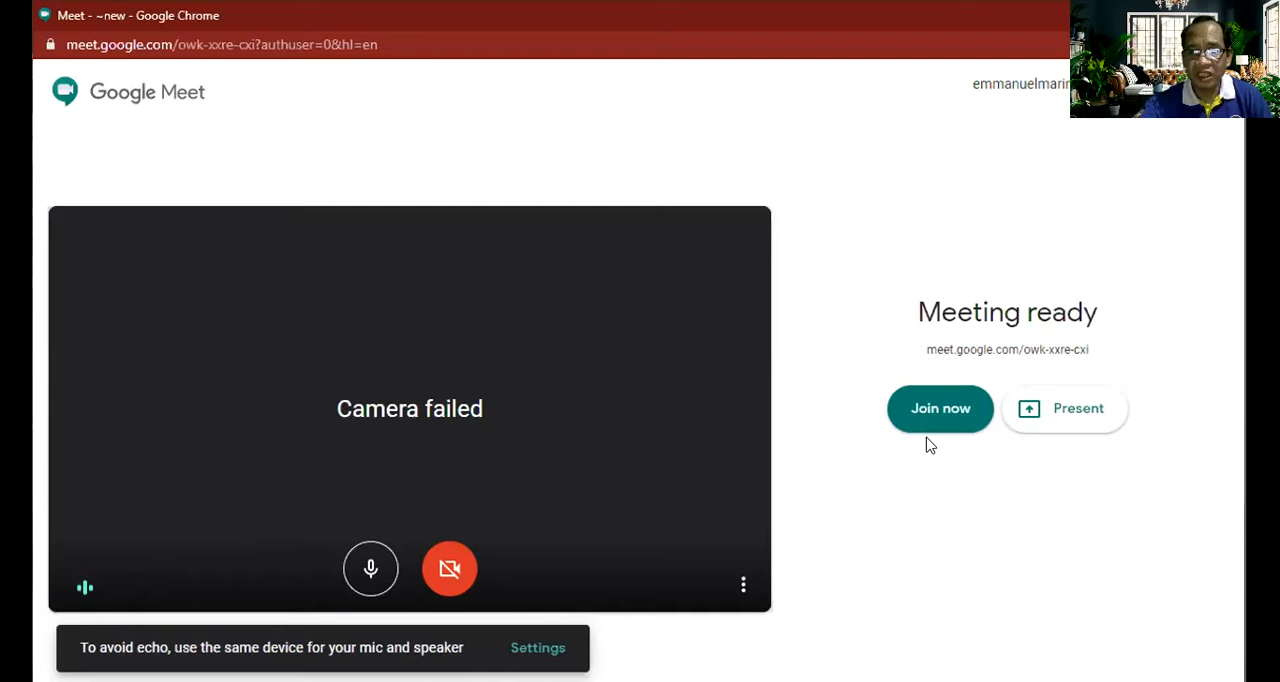 Meet - ~new - Google Chrome
meet.google.com/owk-xxre-cxi?authuser=0&hl=en
Google Meet
emmanuelmarin
Camera failed
Meeting ready
meet.google.com/owk-xxre-cxi
Join now
Present
To avoid echo, use the same device for your mic and speaker
Settings